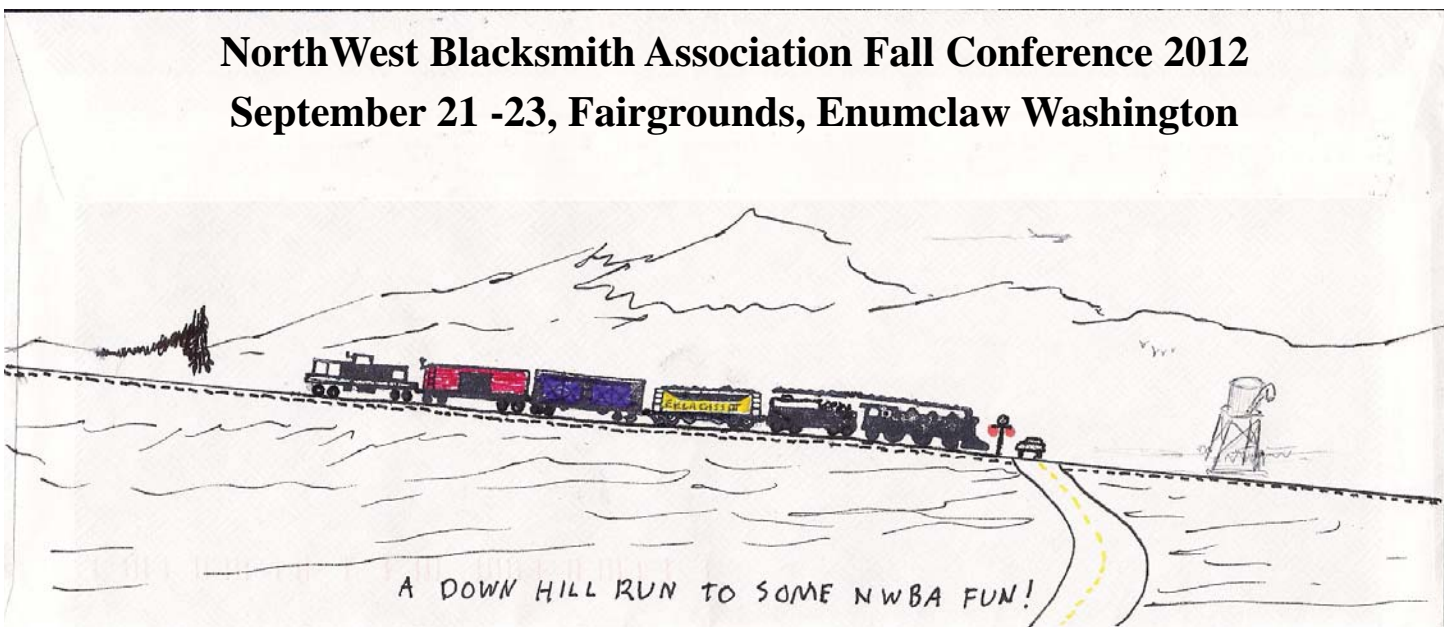 NorthWest Blacksmith Association Fall Conference 2012
September 21 -23, Fairgrounds, Enumclaw Washington
A DOWN HILL RUN TO SOME NWBA FUN!